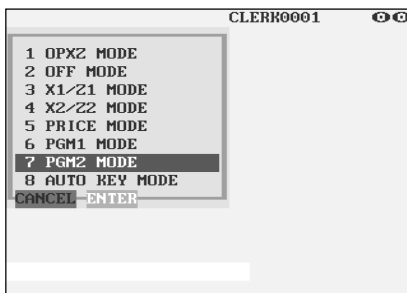 CLERK0001
1 OPXZ MODE
2 OFF MODE
3 X1/Z1 MODE
4 X2/Z2 MODE
5 PRICE MODE
6 PGM1 MODE
7 PGM2 MODE
8 AUTO KEY MODE
CANCEL ENTER